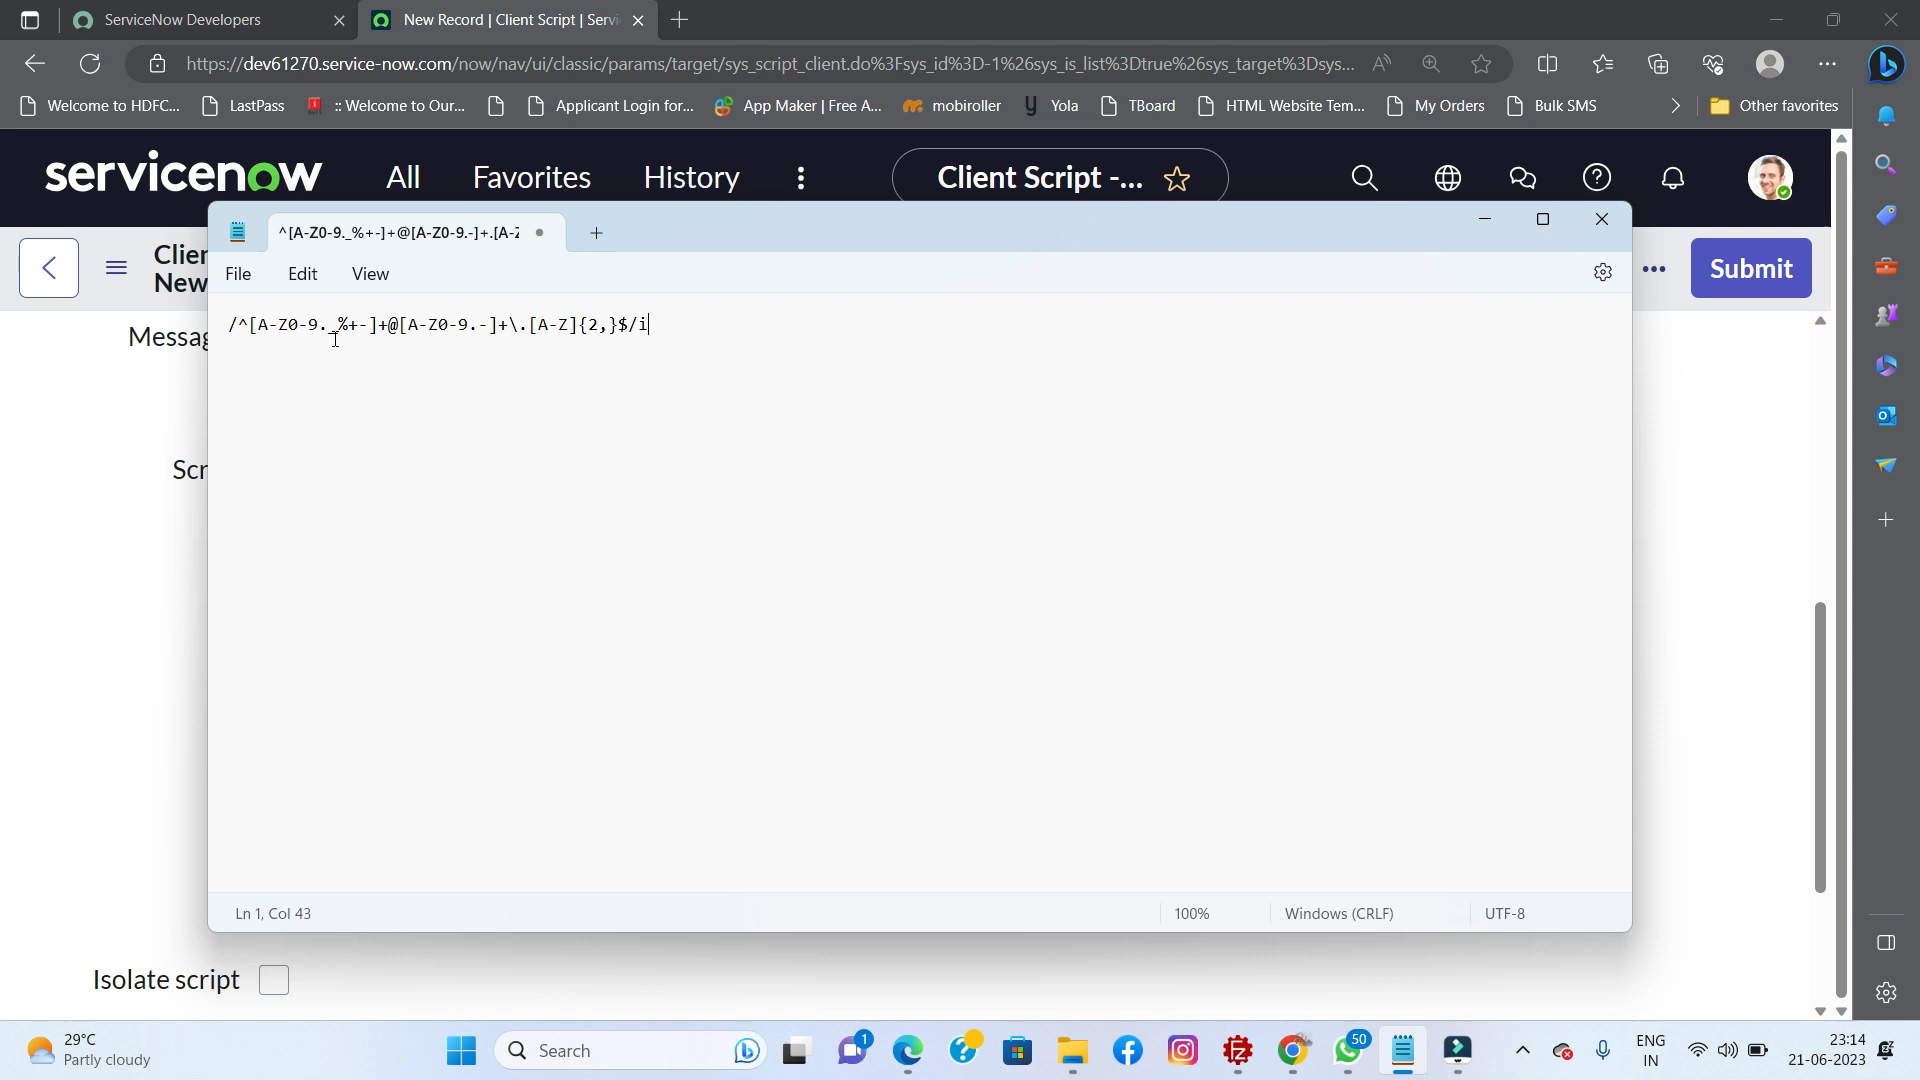 ServiceNow Developers
New Record | Client Script | Servi
https://dev61270.service-now.com/now/nav/ui/classic/params/target/sys_script_client.do%3Fsys_id%3D-1%26sys_is_list%3Dtrue%26sys_target%3Dsys...
Welcome to HDFC...
LastPass
:: Welcome to Our...
Applicant Login for...
App Maker | Free A...
mobiroller
Yola
TBoard
HTML Website Tem...
My Orders
Bulk SMS
Other favorites
servicenow
All
Favorites
History
Client Script -...
Submit
^[A-Z0-9._%+-]+@[A-Z0-9.-]+.[A-Z
File
Edit
View
/^[A-Z0-9._%+-]+@[A-Z0-9.-]+\.[A-Z]{2,}$/i
Messag
Scr
Ln 1, Col 43
100%
Windows (CRLF)
UTF-8
Isolate script
29°C
Partly cloudy
Search
1
50
ENG
IN
23:14
21-06-2023